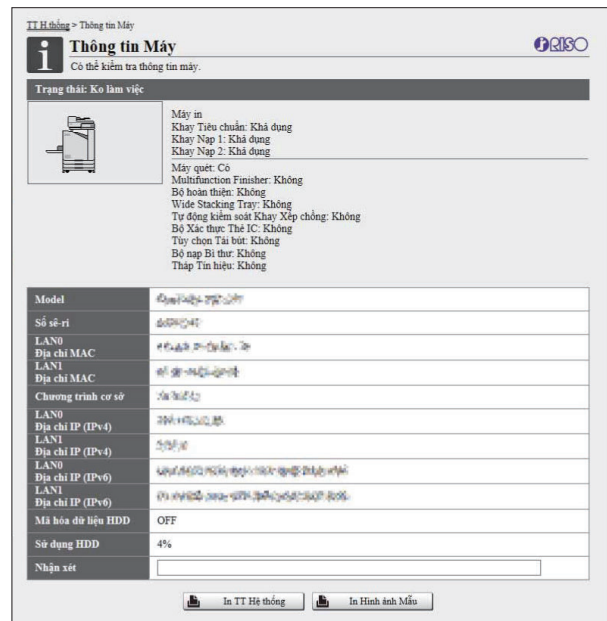 TT H.thống > Thông tin Máy
Thông tin Máy
RISO
Có thể kiểm tra thông tin máy.
Trạng thái: Ko làm việc
Máy in
Khay Tiêu chuẩn: Khả dụng
Khay Nạp 1: Khả dụng
Khay Nạp 2: Khả dụng
Máy quét: Có
Multifunction Finisher: Không
Bộ hoàn thiện: Không
Wide Stacking Tray: Không
Tự động kiểm soát Khay Xếp chồng: Không
Bộ Xác thực Thẻ IC: Không
Tùy chọn Tái bút: Không
Bộ nạp Bì thư: Không
Tháp Tín hiệu: Không
Model
Số sê-ri
LAN0
Địa chỉ MAC
LAN1
Địa chỉ MAC
Chương trình cơ sở
LAN0
Địa chỉ IP (IPv4)
LAN1
Địa chỉ IP (IPv4)
LAN0
Địa chỉ IP (IPv6)
LAN1
Địa chỉ IP (IPv6)
Mã hóa dữ liệu HDD OFF
Sử dụng HDD 4%
Nhận xét
In TT Hệ thống In Hình ảnh Mẫu